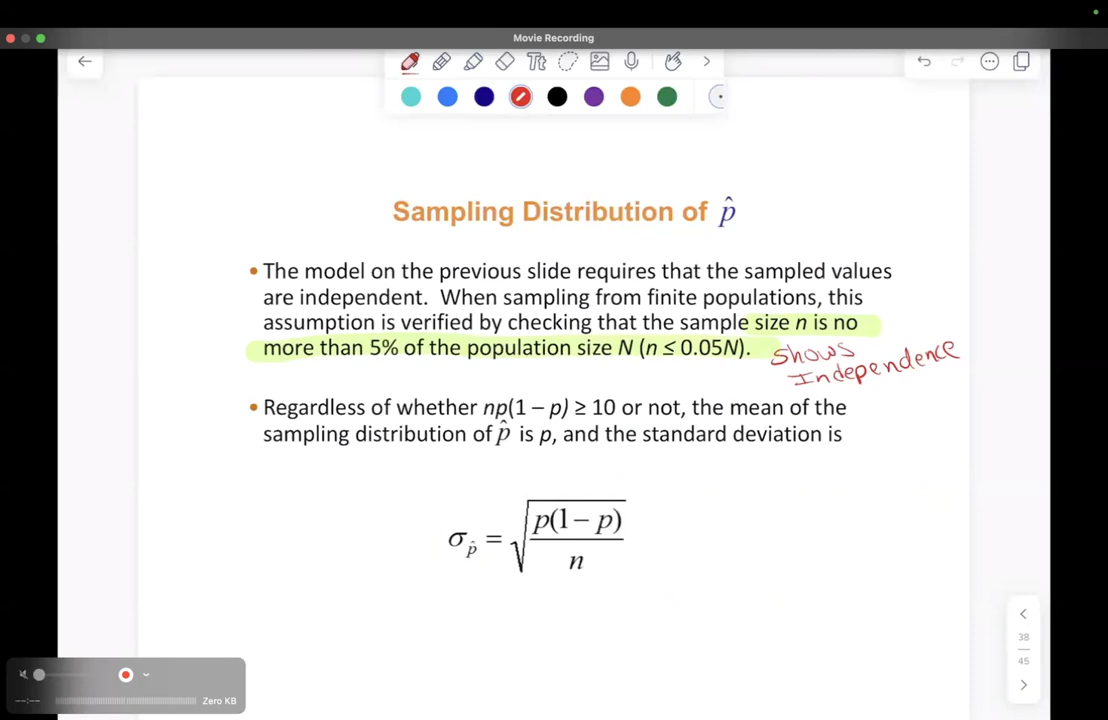 Movie Recording
Tt
Sampling Distribution of p̂
• The model on the previous slide requires that the sampled values
are independent. When sampling from finite populations, this
assumption is verified by checking that the sample size n is no
more than 5% of the population size N (n ≤ 0.05N).
Shows
Independence
• Regardless of whether np(1 – p) ≥ 10 or not, the mean of the
sampling distribution of p̂ is p, and the standard deviation is
σp̂ = √(p(1 − p)/n)
38
45
--:--
Zero KB